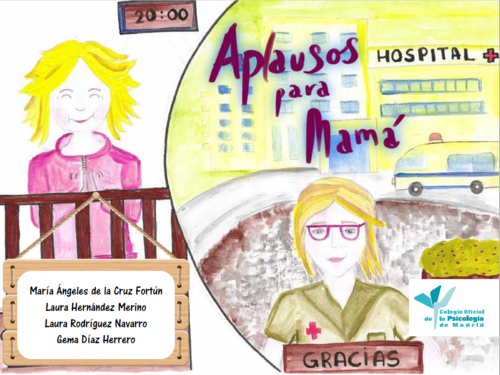 20:00
Aplausos
para
Mamá
HOSPITAL
María Ángeles de la Cruz Fortún
Laura Hernández Merino
Laura Rodríguez Navarro
Gema Díaz Herrero
Colegio Oficial
de la Psicología
de Madrid
GRACIAS